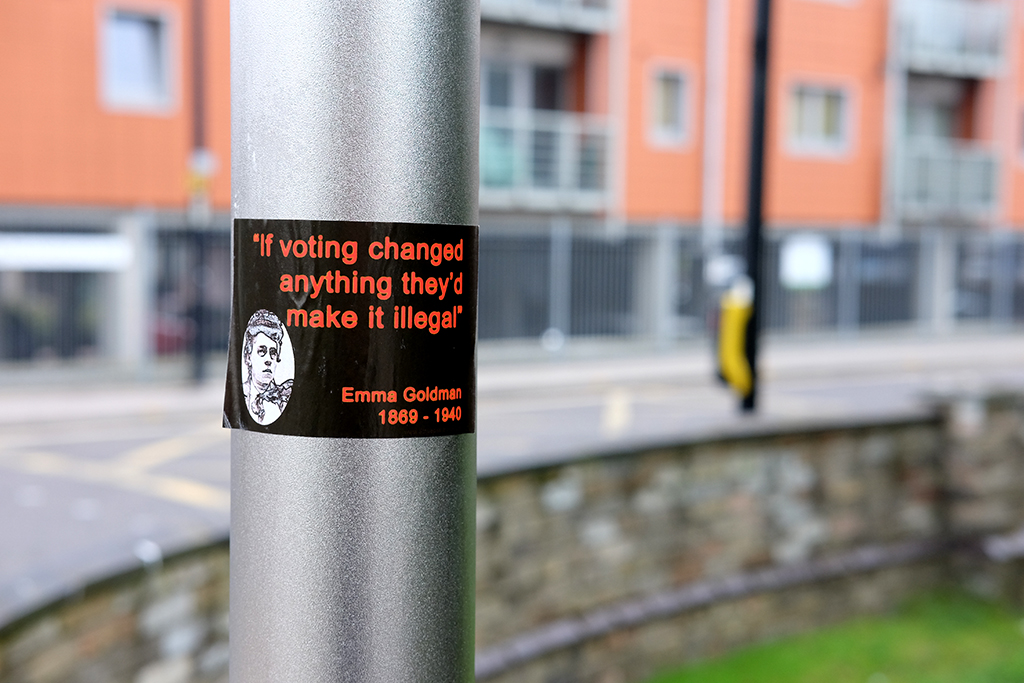 "If voting changed
anything they'd
make it illegal"
Emma Goldman
1869 - 1940